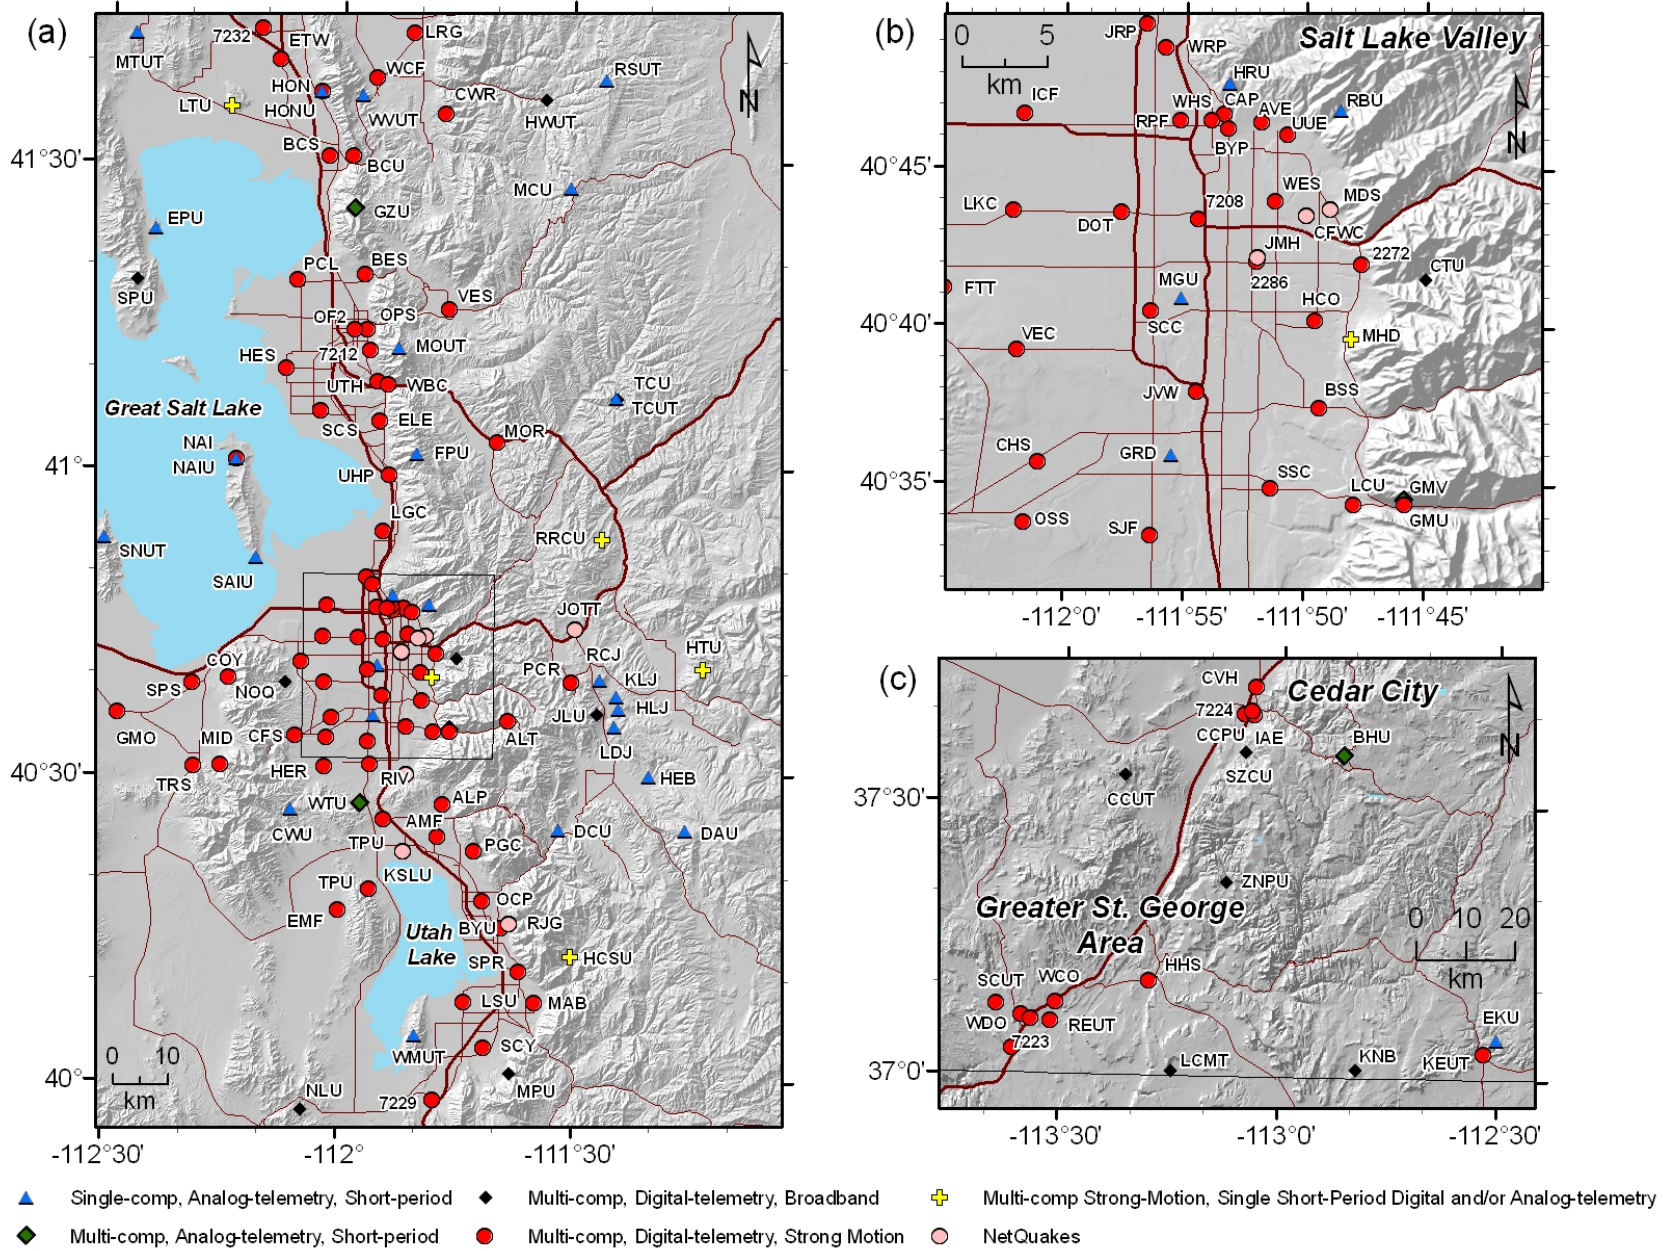 (a)
7232
ETW
LRG
MTUT
WCF
RSUT
HON
LTU
HONU
CWR
N
WVUT
HWUT
BCS
BCU
41°30'
MCU
GZU
EPU
PCL
BES
SPU
VES
OF2
OPS
7212
MOUT
HES
UTH
WBC
TCU
TCUT
Great Salt Lake
SCS
ELE
NAI
MOR
NAIU
FPU
41°
UHP
LGC
SNUT
RRCU
SAIU
JOTT
COY
RCJ
HTU
SPS
NOQ
PCR
KLJ
HLJ
JLU
GMO
MID
CFS
ALT
LDJ
40°30'
TRS
HER
RIV
HEB
WTU
ALP
CWU
AMF
DCU
DAU
TPU
PGC
KSLU
TPU
EMF
OCP
BYU
RJG
Utah
Lake
SPR
HCSU
LSU
MAB
0 10
WMUT
SCY
40°
km
NLU
7229
MPU
-112°30'
-112°
-111°30'
(b)
JRP
0 5
km
Salt Lake Valley
WRP
HRU
ICF
WHS
CAP
AVE
RBU
RPF
UUE
N
BYP
40°45'
WES
MDS
LKC
7208
DOT
CFWC
JMH
2272
CTU
FTT
MGU
2286
HCO
40°40'
VEC
SCC
MHD
JVW
BSS
CHS
GRD
SSC
40°35'
LCU
GMV
OSS
SJF
GMU
-112°0'
-111°55'
-111°50'
-111°45'
(c)
CVH
Cedar City
7224
CCPU
IAE
BHU
N
SZCU
CCUT
37°30'
ZNPU
Greater St. George
Area
0 10 20
km
SCUT
WCO
HHS
WDO
REUT
EKU
7223
LCMT
KNB
KEUT
37°0'
-113°30'
-113°0'
-112°30'
Single-comp, Analog-telemetry, Short-period
Multi-comp, Digital-telemetry, Broadband
Multi-comp Strong-Motion, Single Short-Period Digital and/or Analog-telemetry
Multi-comp, Analog-telemetry, Short-period
Multi-comp, Digital-telemetry, Strong Motion
NetQuakes